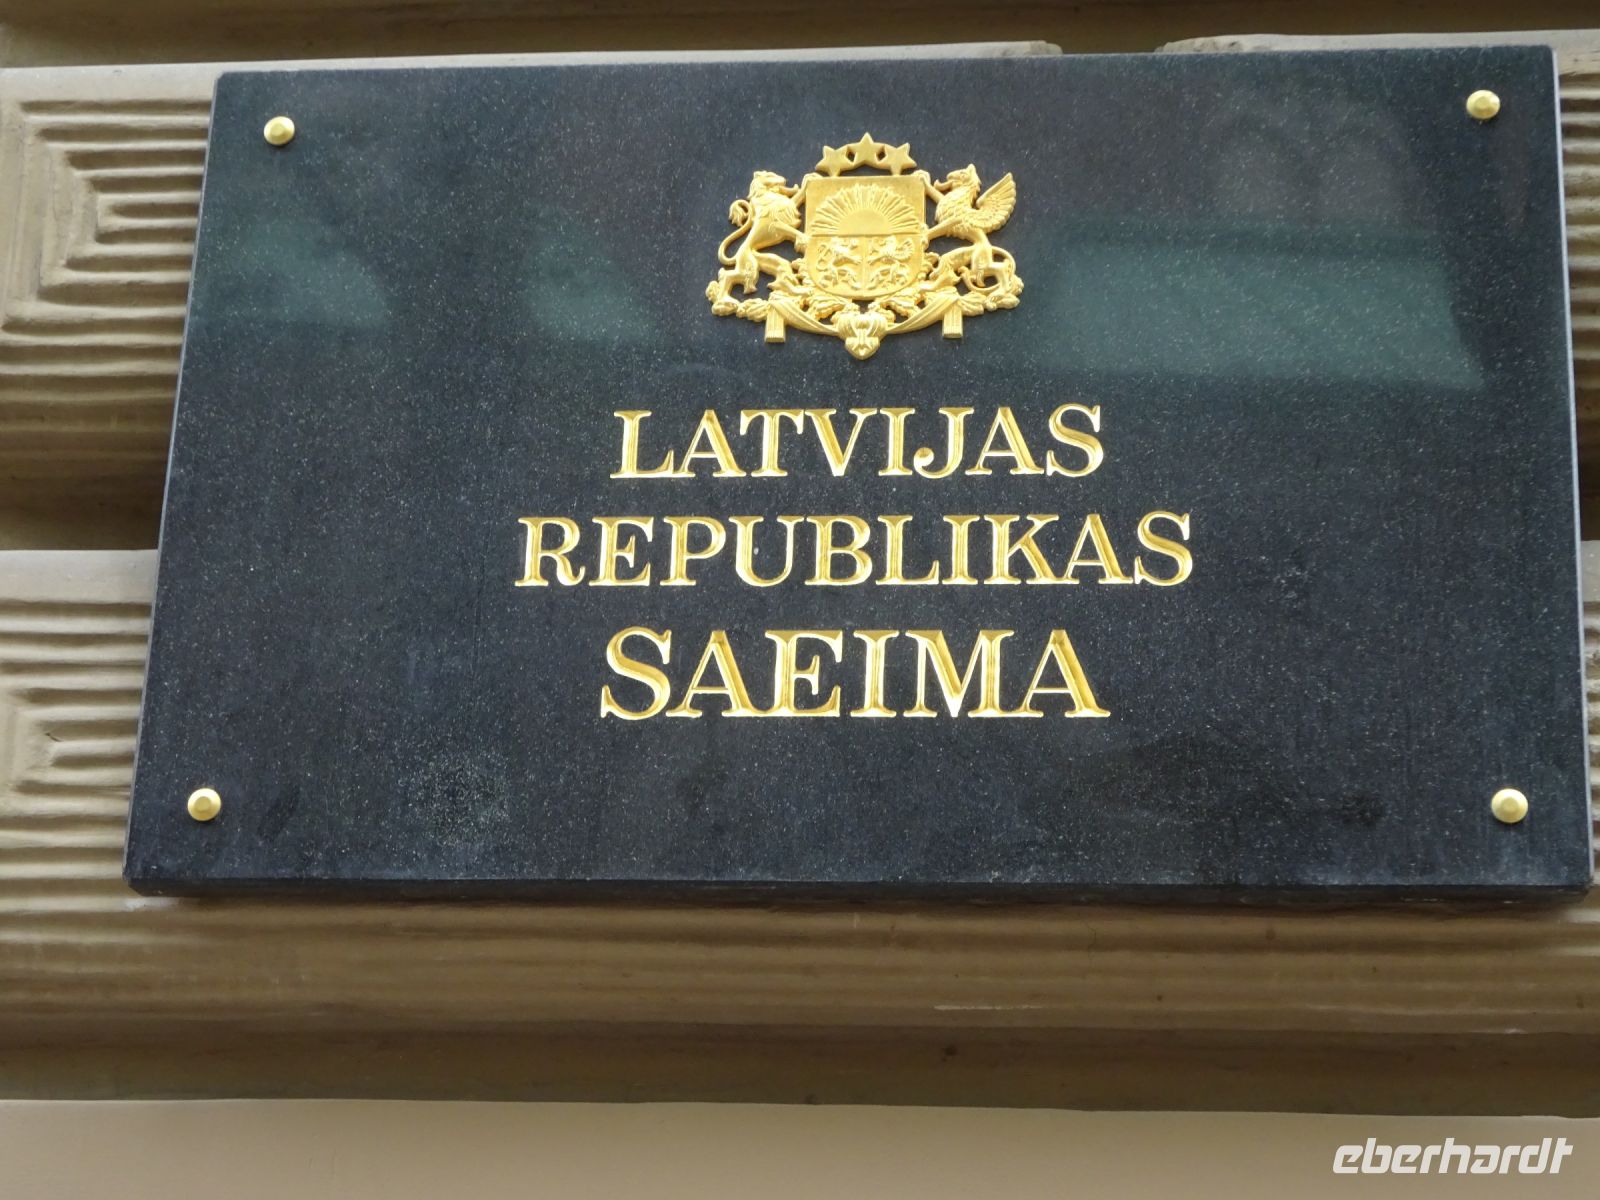 LATVIJAS
REPUBLIKAS
SAEIMA
eberhardt